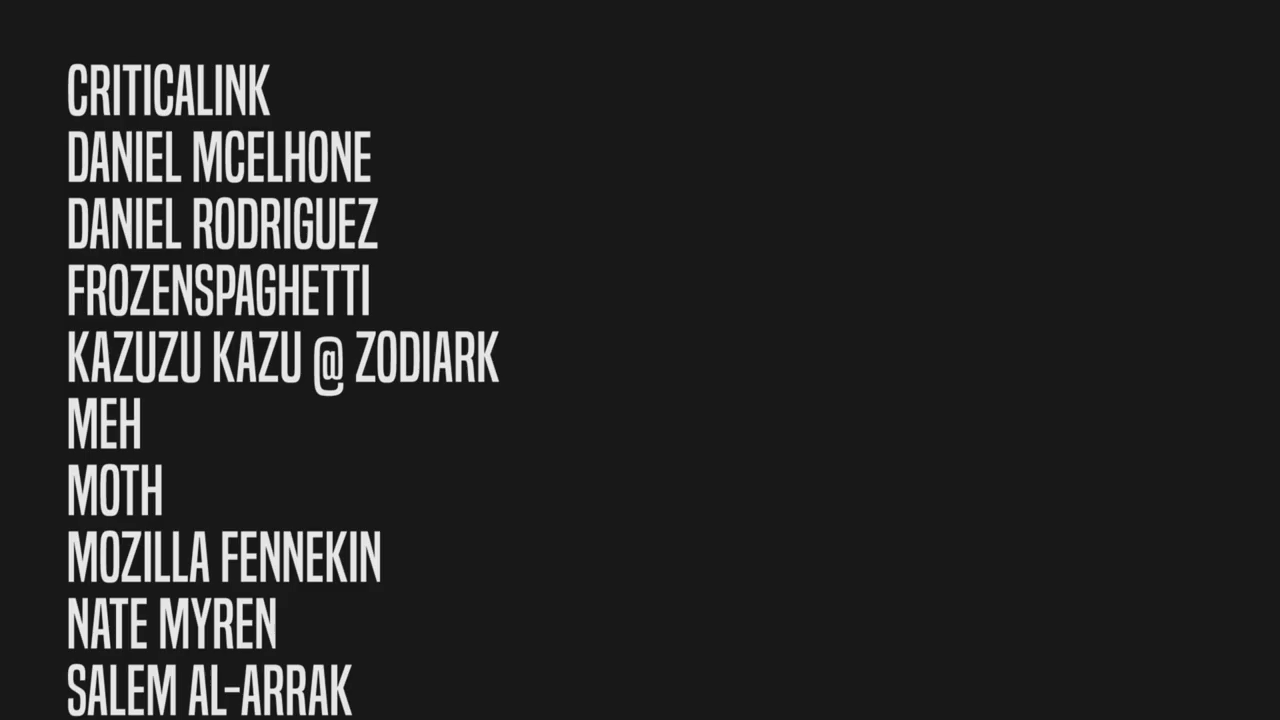 CRITICALINK
DANIEL MCELHONE
DANIEL RODRIGUEZ
FROZENSPAGHETTI
KAZUZU KAZU @ ZODIARK
MEH
MOTH
MOZILLA FENNEKIN
NATE MYREN
SALEM AL-ARRAK